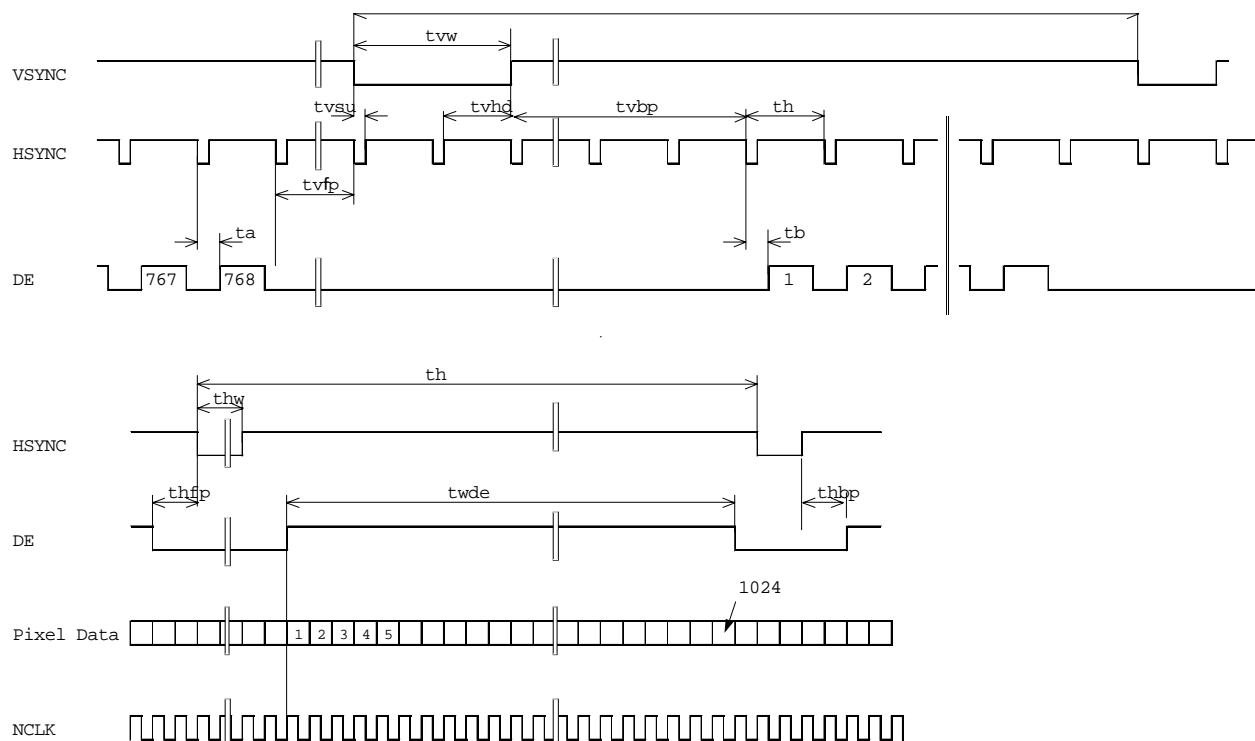 tvw
VSYNC
tvsu tvhd tvbp th
HSYNC
tvfp
ta tb
DE 767 768 1 2
th
thw
HSYNC
thfp twde thbp
DE
1024
Pixel Data 1 2 3 4 5
NCLK